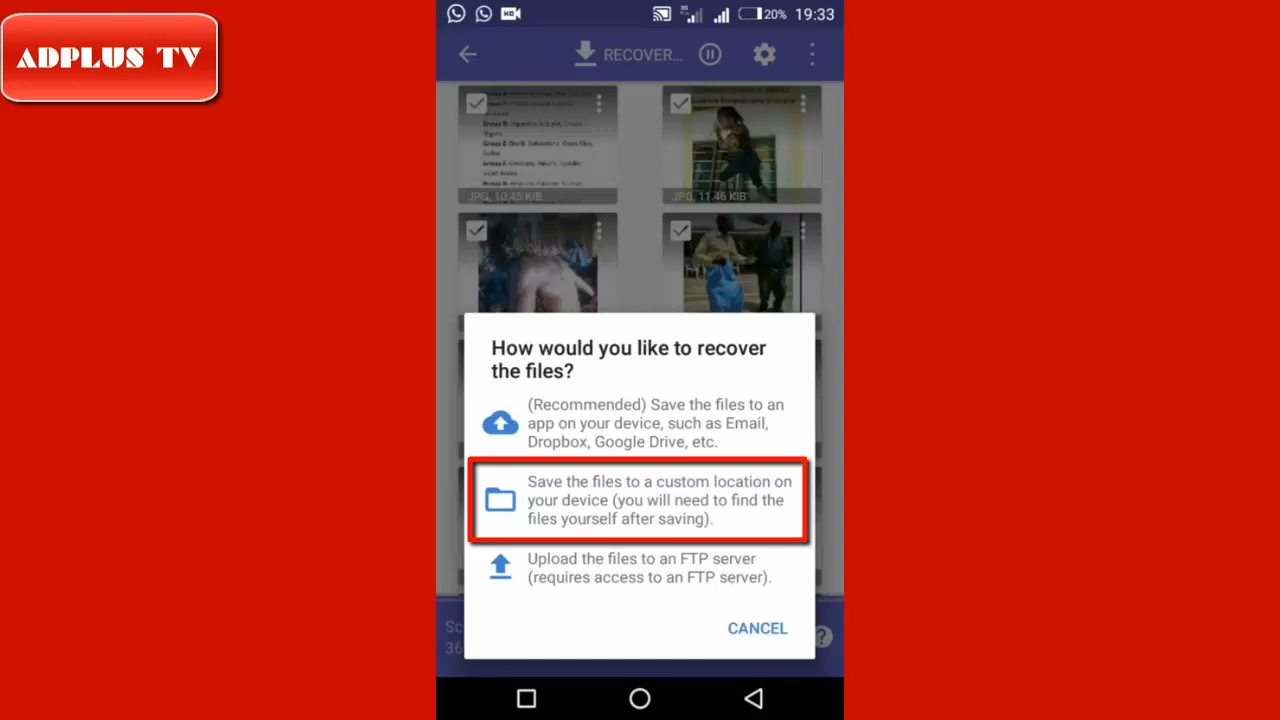 ADPLUS TV
3G
20%
19:33
RECOVER...
JPG, 10.45 KIB
JPG, 11.46 KIB
How would you like to recover
the files?
(Recommended) Save the files to an
app on your device, such as Email,
Dropbox, Google Drive, etc.
Save the files to a custom location on
your device (you will need to find the
files yourself after saving).
Upload the files to an FTP server
(requires access to an FTP server).
CANCEL
Sc
36
?